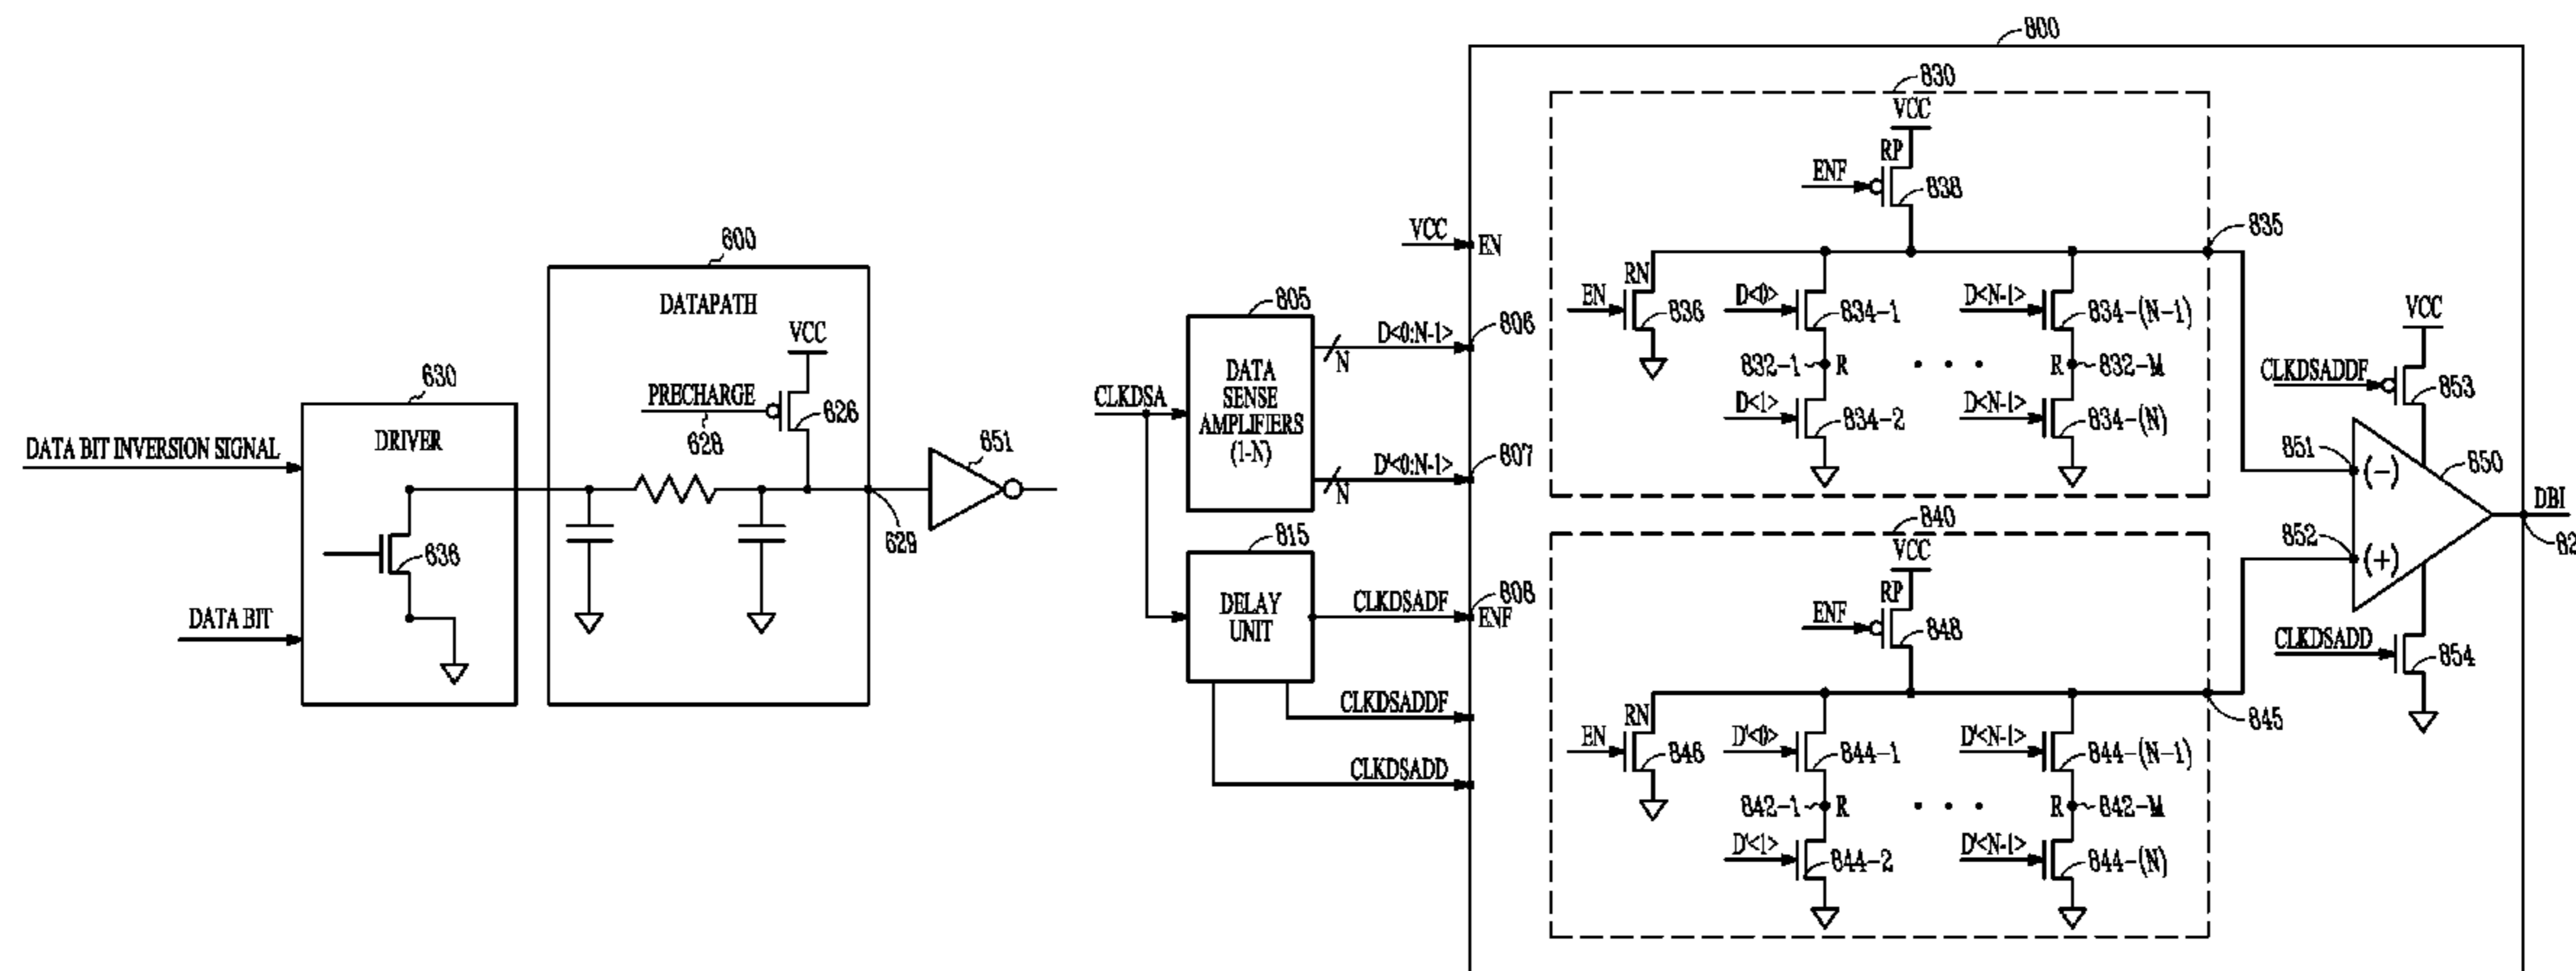 600
DATAPATH
VCC
PRECHARGE
626
628
630
DRIVER
DATA BIT INVERSION SIGNAL
636
DATA BIT
629
651
800
VCC
EN
CLKDSA
805
DATA
SENSE
AMPLIFIERS
(1-N)
N
D<0:N-1>
806
N
D'<0:N-1>
807
815
DELAY
UNIT
CLKDSADF
808
ENF
CLKDSADDF
CLKDSADD
830
VCC
RP
ENF
838
835
RN
EN
836
D<0>
834-1
D<N-1>
834-(N-1)
832-1
R
. . .
R
832-M
D<1>
834-2
D<N-1>
834-(N)
840
VCC
RP
ENF
848
845
RN
EN
846
D'<0>
844-1
D'<N-1>
844-(N-1)
842-1
R
. . .
R
842-M
D'<1>
844-2
D'<N-1>
844-(N)
VCC
CLKDSADDF
853
851
(-)
850
852
(+)
DBI
CLKDSADD
854